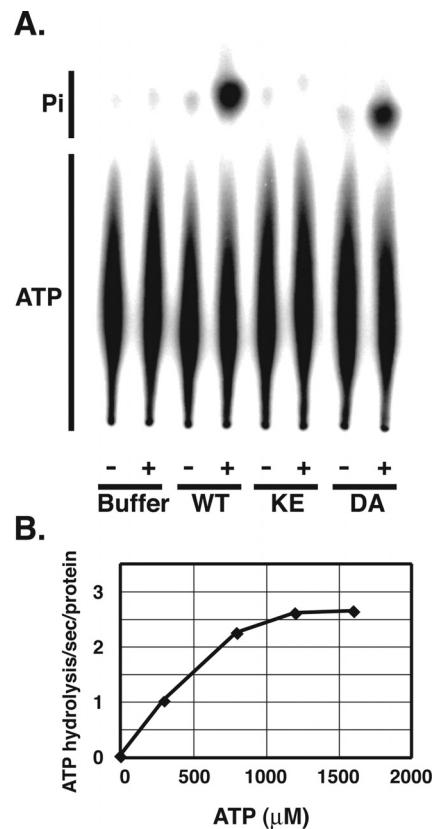 A.
Pi
ATP
- + - + - + - +
Buffer WT KE DA
B.
ATP hydrolysis/sec/protein
3
2
1
0
0 500 1000 1500 2000
ATP (μM)